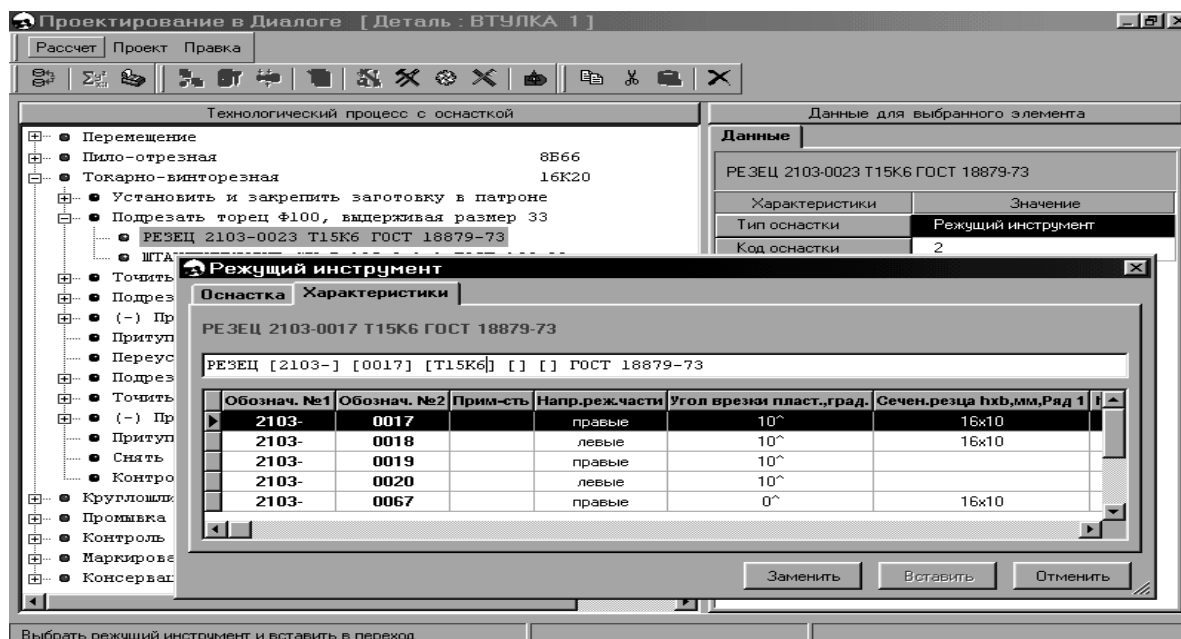 Проектирование в Диалоге [Деталь : ВТУЛКА 1]
Рассчет Проект Правка
Технологический процесс с оснасткой
Данные для выбранного элемента
Перемещение
Данные
Пило-отрезная 8Б66
Токарно-винторезная 16К20
РЕЗЕЦ 2103-0023 Т15К6 ГОСТ 18879-73
Установить и закрепить заготовку в патроне
Характеристики Значение
Подрезать торец Ф100, выдерживая размер 33
Тип оснастки Режущий инструмент
РЕЗЕЦ 2103-0023 Т15К6 ГОСТ 18879-73
Код оснастки 2
Режущий инструмент
Точить
Оснастка Характеристики
Подрез
(-) Пр
РЕЗЕЦ 2103-0017 Т15К6 ГОСТ 18879-73
Притуп
Переус
РЕЗЕЦ [2103-] [0017] [Т15К6] [] [] ГОСТ 18879-73
Подрез
Точить
Обознач. №1 Обознач. №2 Прим-сть Напр.реж.части Угол врезки пласт.,град. Сечен.резца hxb,мм,Ряд 1
(-) Пр
2103- 0017 правые 10^ 16x10
Притуп
2103- 0018 левые 10^ 16x10
Снять
2103- 0019 правые 10^
Контро
2103- 0020 левые 10^
Круглошли
2103- 0067 правые 0^ 16x10
Промывка
Контроль
Маркирова
Консервац
Заменить Вставить Отменить
Выбрать режущий инструмент и вставить в переход